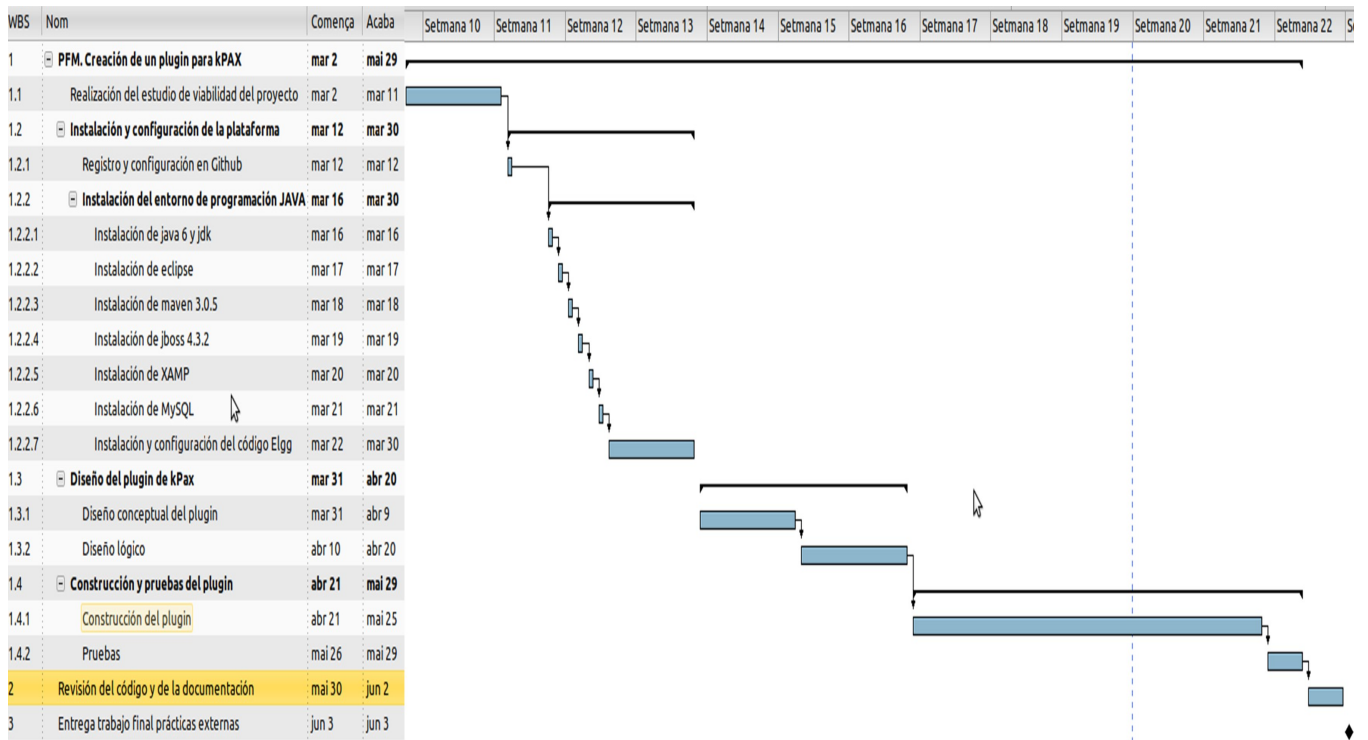 WBS Nom Comença Acaba Setmana 10 Setmana 11 Setmana 12 Setmana 13 Setmana 14 Setmana 15 Setmana 16 Setmana 17 Setmana 18 Setmana 19 Setmana 20 Setmana 21 Setmana 22
1 PFM. Creación de un plugin para kPAX mar 2 mai 29
1.1 Realización del estudio de viabilidad del proyecto mar 2 mar 11
1.2 Instalación y configuración de la plataforma mar 12 mar 30
1.2.1 Registro y configuración en Github mar 12 mar 12
1.2.2 Instalación del entorno de programación JAVA mar 16 mar 30
1.2.2.1 Instalación de java 6 y jdk mar 16 mar 16
1.2.2.2 Instalación de eclipse mar 17 mar 17
1.2.2.3 Instalación de maven 3.0.5 mar 18 mar 18
1.2.2.4 Instalación de jboss 4.3.2 mar 19 mar 19
1.2.2.5 Instalación de XAMP mar 20 mar 20
1.2.2.6 Instalación de MySQL mar 21 mar 21
1.2.2.7 Instalación y configuración del código Elgg mar 22 mar 30
1.3 Diseño del plugin de kPax mar 31 abr 20
1.3.1 Diseño conceptual del plugin mar 31 abr 9
1.3.2 Diseño lógico abr 10 abr 20
1.4 Construcción y pruebas del plugin abr 21 mai 29
1.4.1 Construcción del plugin abr 21 mai 25
1.4.2 Pruebas mai 26 mai 29
2 Revisión del código y de la documentación mai 30 jun 2
3 Entrega trabajo final prácticas externas jun 3 jun 3